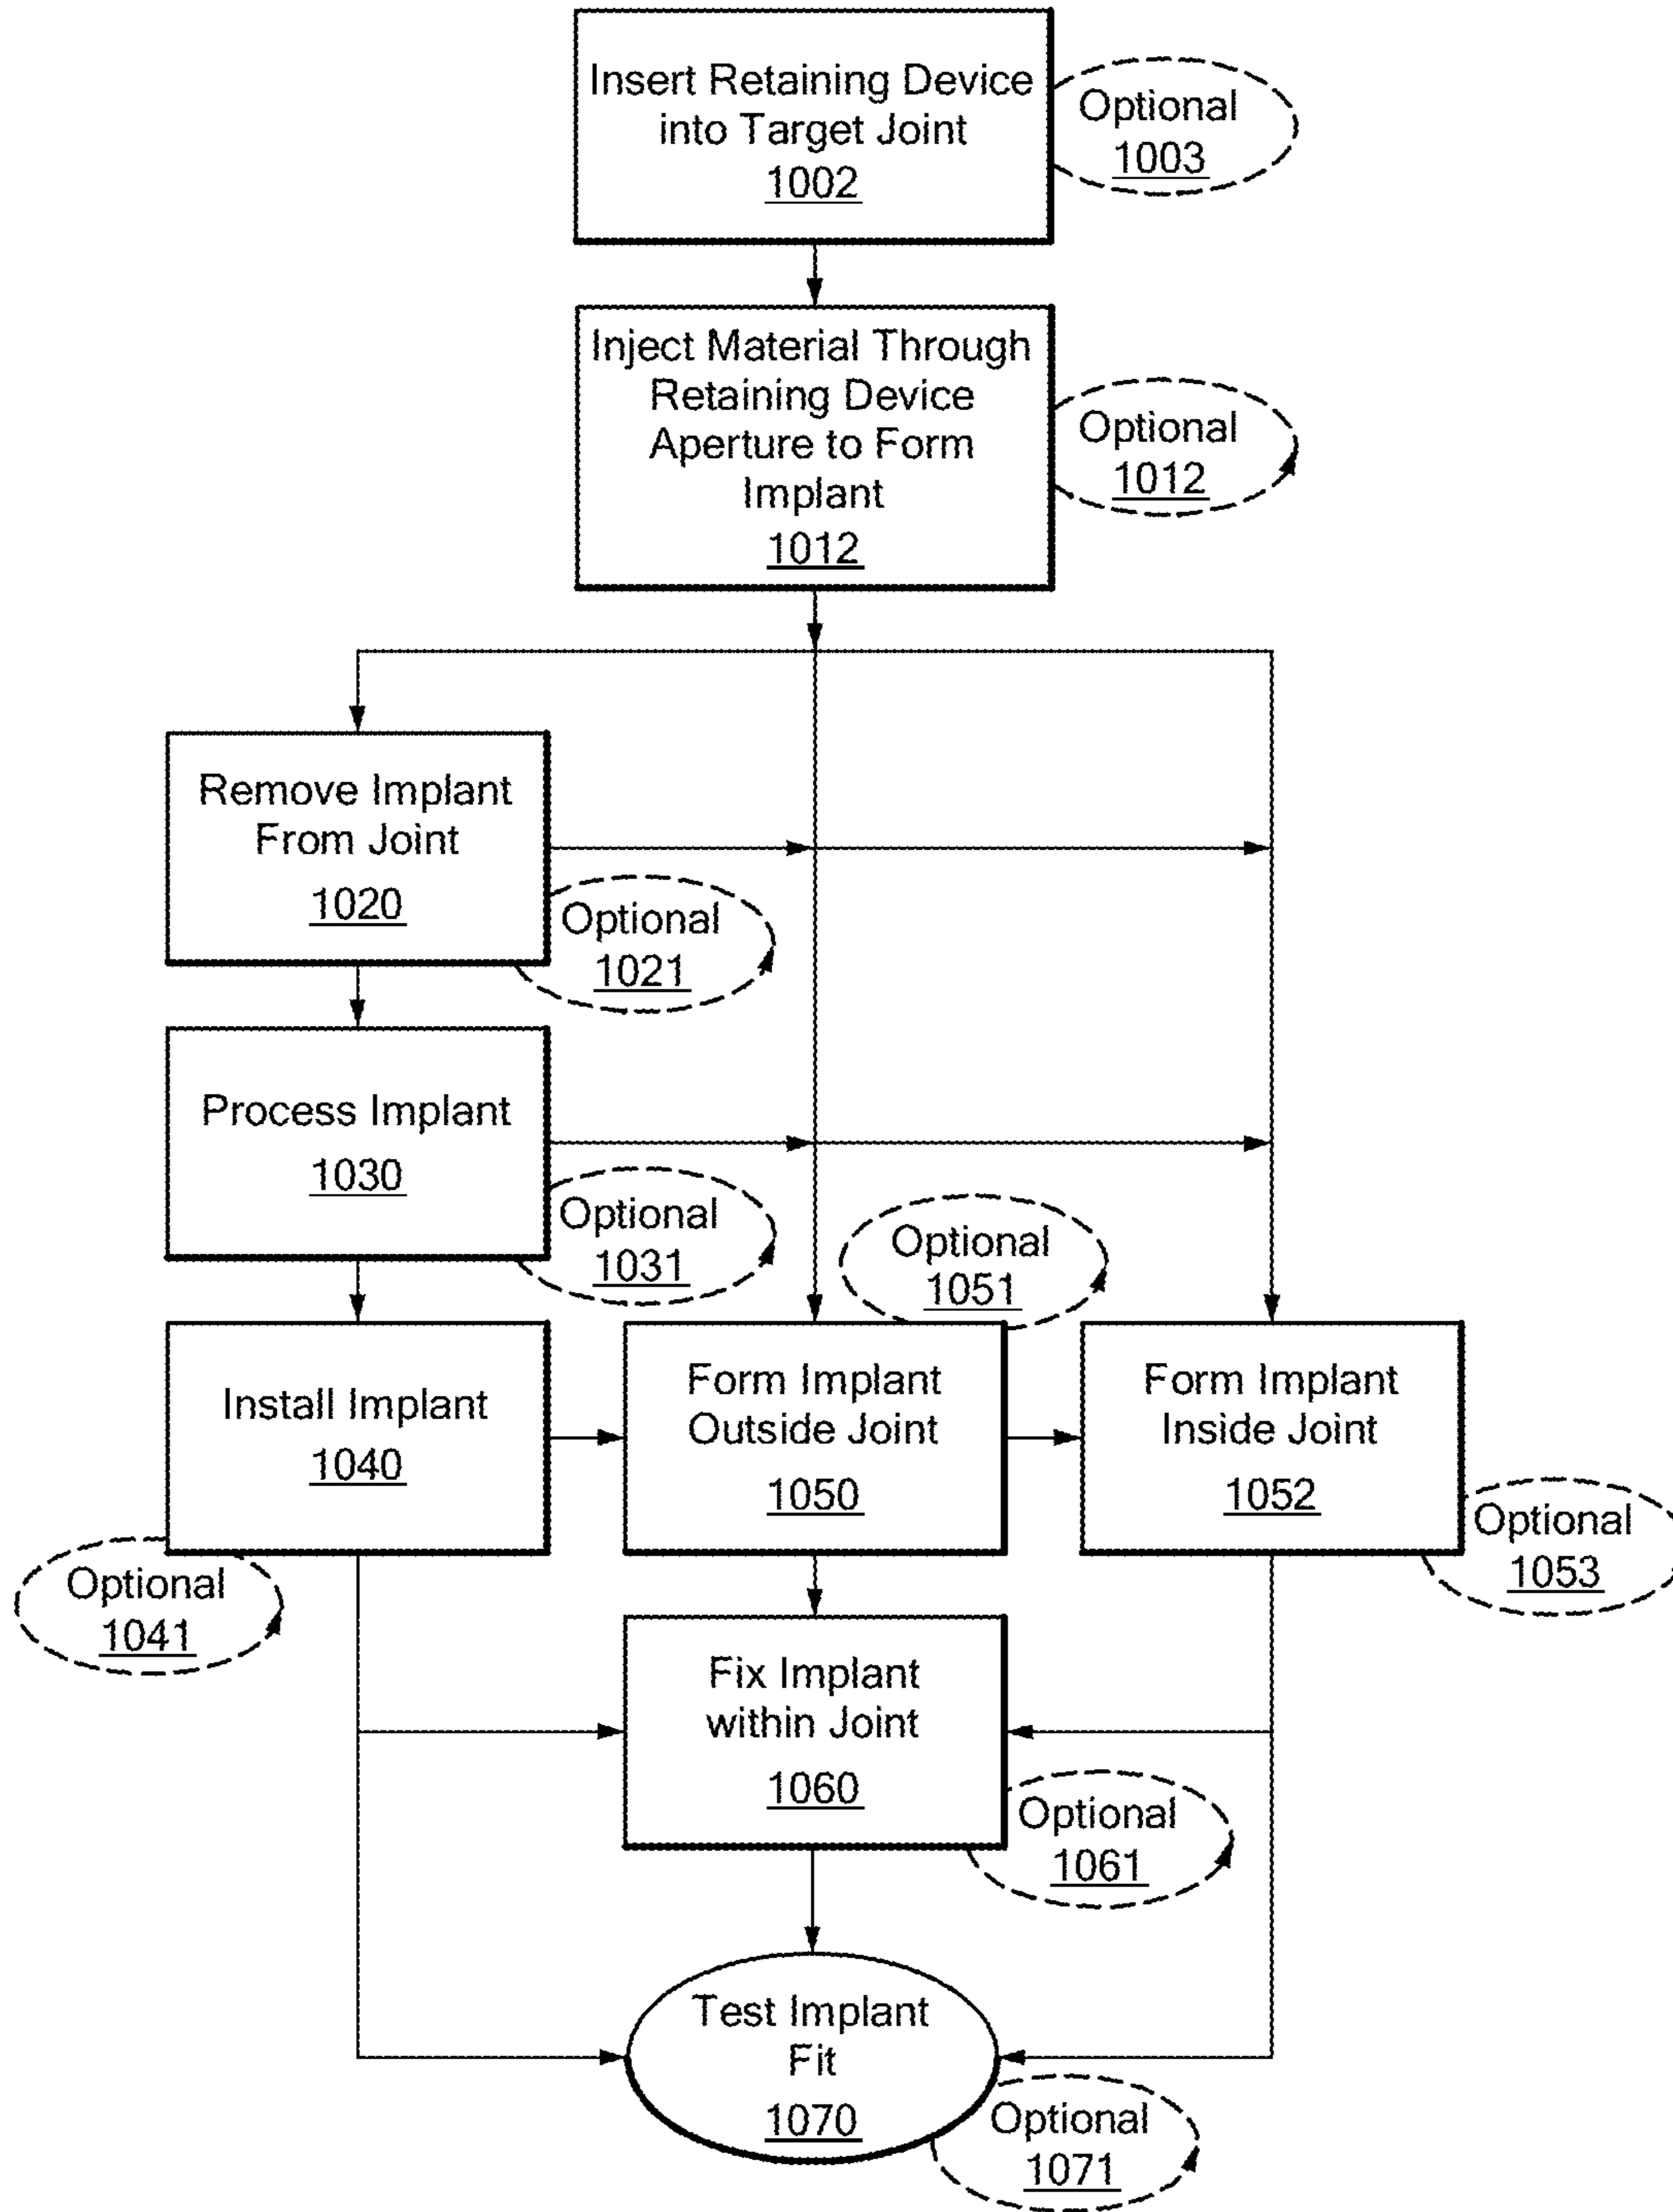 Insert Retaining Device
into Target Joint
1002
Optional
1003
Inject Material Through
Retaining Device
Aperture to Form
Implant
1012
Optional
1012
Remove Implant
From Joint
1020
Optional
1021
Process Implant
1030
Optional
1031
Optional
1051
Install Implant
1040
Optional
1041
Form Implant
Outside Joint
1050
Form Implant
Inside Joint
1052
Optional
1053
Fix Implant
within Joint
1060
Optional
1061
Test Implant
Fit
1070
Optional
1071